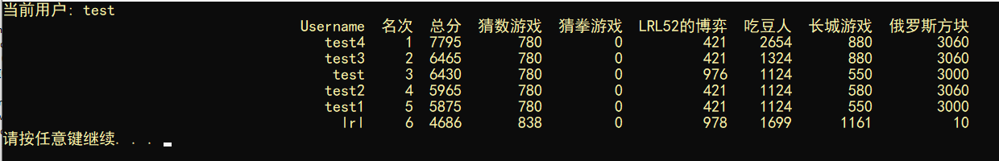 当前用户: test
Username 名次 总分 猜数游戏 猜拳游戏 LRL52的博弈 吃豆人 长城游戏 俄罗斯方块
test4 1 7795 780 0 421 2654 880 3060
test3 2 6465 780 0 421 1324 880 3060
test 3 6430 780 0 976 1124 550 3000
test2 4 5965 780 0 421 1124 580 3060
test1 5 5875 780 0 421 1124 550 3000
lrl 6 4686 838 0 978 1699 1161 10
请按任意键继续. . .